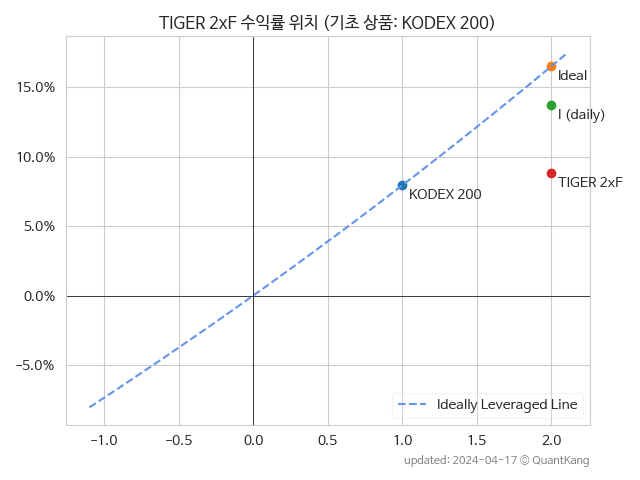 TIGER 2xF 수익률 위치 (기초 상품: KODEX 200)
15.0%
10.0%
5.0%
0.0%
−5.0%
Ideal
I (daily)
TIGER 2xF
KODEX 200
Ideally Leveraged Line
−1.0 −0.5 0.0 0.5 1.0 1.5 2.0
updated: 2024-04-17 © QuantKang